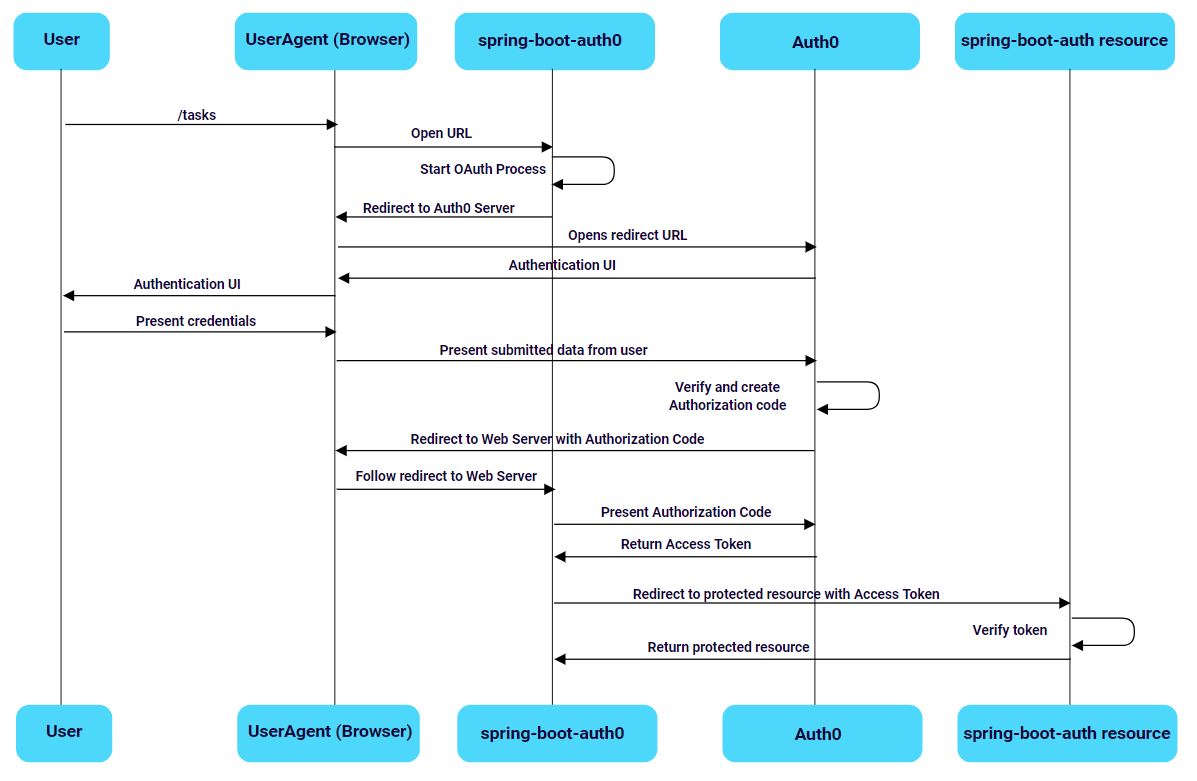 User
UserAgent (Browser)
spring-boot-auth0
Auth0
spring-boot-auth resource
/tasks
Open URL
Start OAuth Process
Redirect to Auth0 Server
Opens redirect URL
Authentication UI
Authentication UI
Present credentials
Present submitted data from user
Verify and create
Authorization code
Redirect to Web Server with Authorization Code
Follow redirect to Web Server
Present Authorization Code
Return Access Token
Redirect to protected resource with Access Token
Verify token
Return protected resource
User
UserAgent (Browser)
spring-boot-auth0
Auth0
spring-boot-auth resource